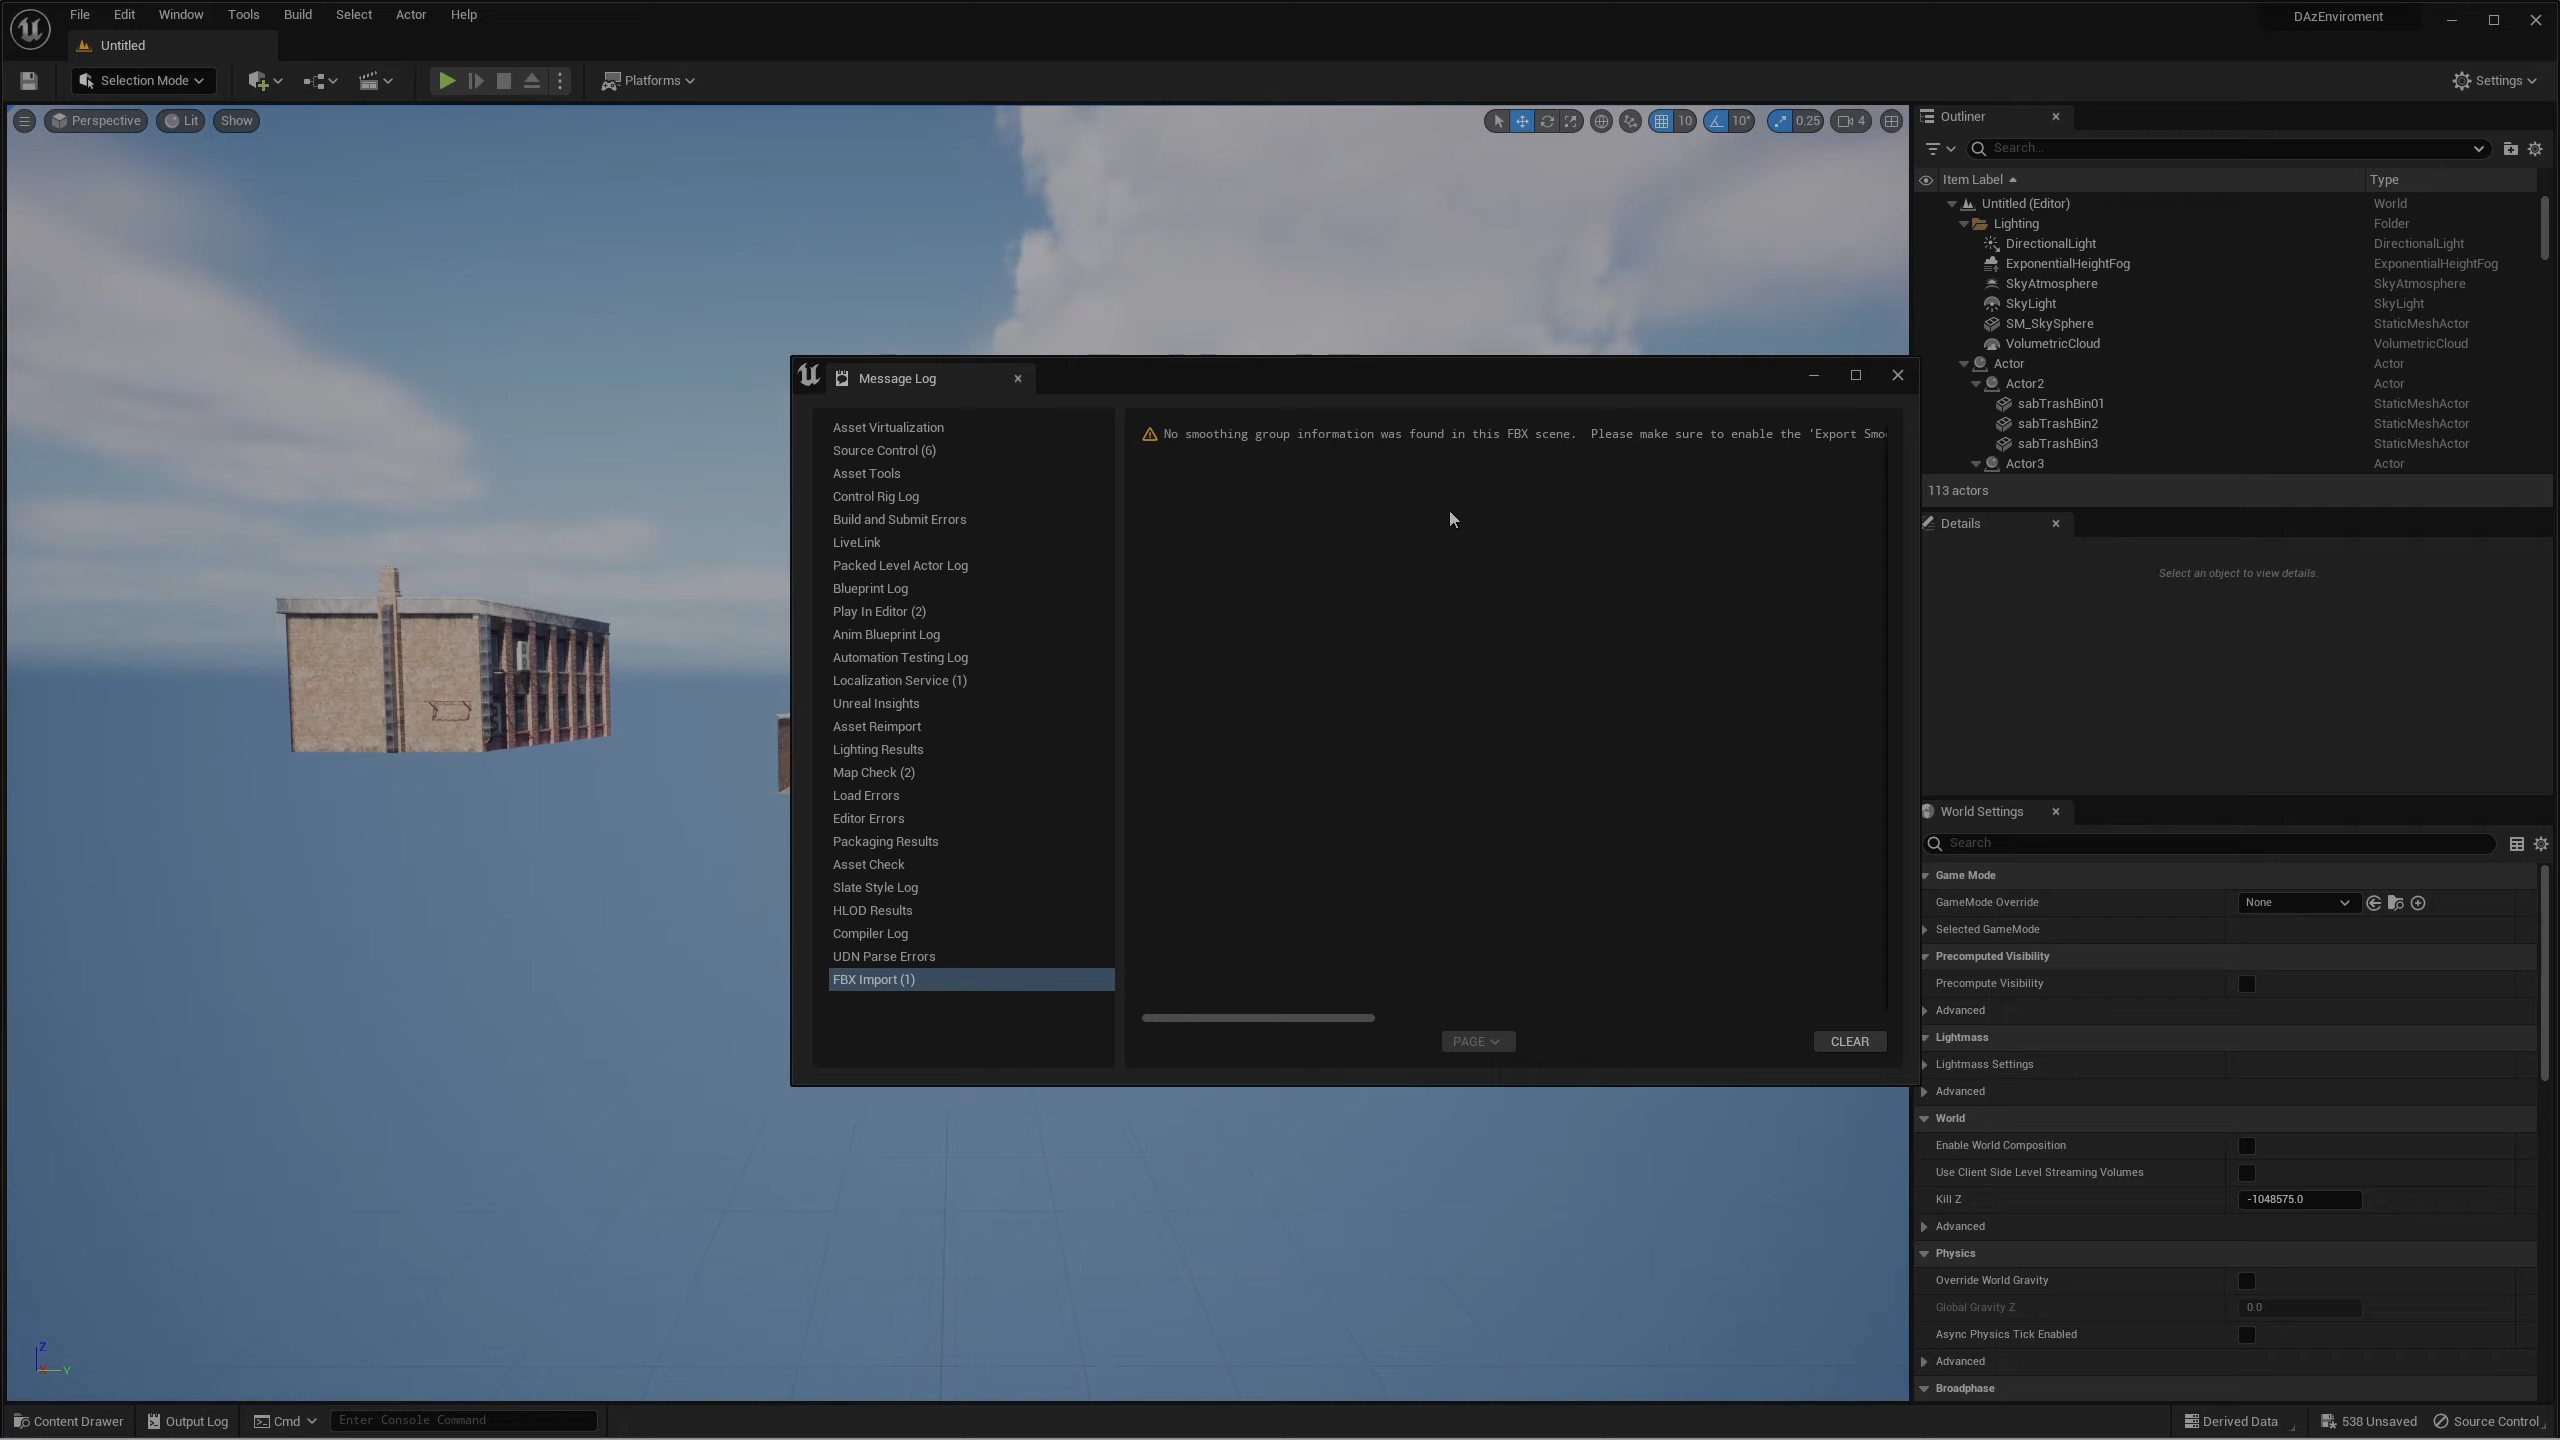 File Edit Window Tools Build Select Actor Help
DAzEnviroment
Untitled
Selection Mode
Platforms
Settings
Perspective
Lit
Show
10
10°
0.25
4
Outliner
Search...
Item Label
Type
Untitled (Editor) World
Lighting Folder
DirectionalLight DirectionalLight
ExponentialHeightFog ExponentialHeightFog
SkyAtmosphere SkyAtmosphere
SkyLight SkyLight
SM_SkySphere StaticMeshActor
VolumetricCloud VolumetricCloud
Actor Actor
Actor2 Actor
sabTrashBin01 StaticMeshActor
sabTrashBin2 StaticMeshActor
sabTrashBin3 StaticMeshActor
Actor3 Actor
113 actors
Details
Select an object to view details.
Message Log
Asset Virtualization
Source Control (6)
Asset Tools
Control Rig Log
Build and Submit Errors
LiveLink
Packed Level Actor Log
Blueprint Log
Play In Editor (2)
Anim Blueprint Log
Automation Testing Log
Localization Service (1)
Unreal Insights
Asset Reimport
Lighting Results
Map Check (2)
Load Errors
Editor Errors
Packaging Results
Asset Check
Slate Style Log
HLOD Results
Compiler Log
UDN Parse Errors
FBX Import (1)
No smoothing group information was found in this FBX scene.  Please make sure to enable the 'Export Smo
PAGE
CLEAR
World Settings
Search
Game Mode
GameMode Override None
Selected GameMode
Precomputed Visibility
Precompute Visibility
Advanced
Lightmass
Lightmass Settings
Advanced
World
Enable World Composition
Use Client Side Level Streaming Volumes
Kill Z -1048575.0
Advanced
Physics
Override World Gravity
Global Gravity Z 0.0
Async Physics Tick Enabled
Advanced
Broadphase
Z
X
Y
Content Drawer
Output Log
Cmd
Enter Console Command
Derived Data
538 Unsaved
Source Control